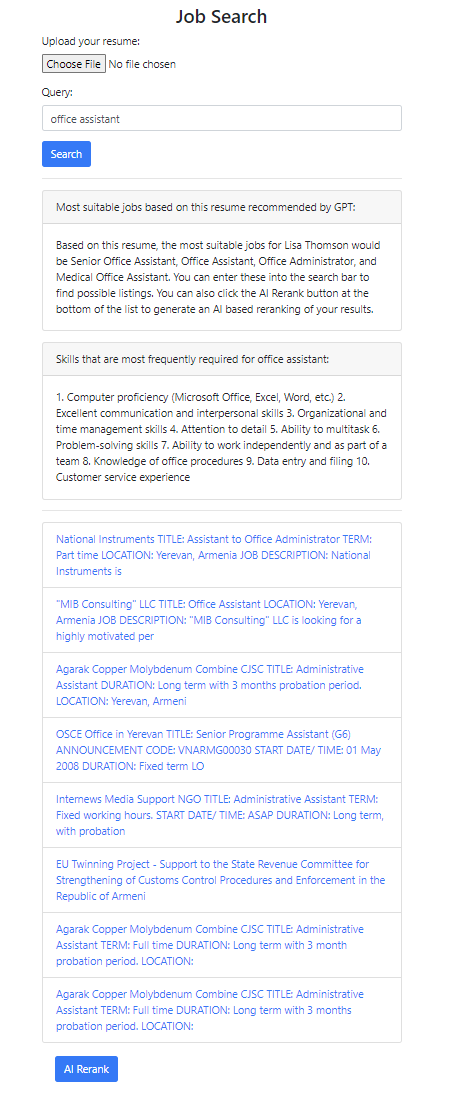 Job Search
Upload your resume:
Choose File No file chosen
Query:
office assistant
Search
Most suitable jobs based on this resume recommended by GPT:
Based on this resume, the most suitable jobs for Lisa Thomson would
be Senior Office Assistant, Office Assistant, Office Administrator, and
Medical Office Assistant. You can enter these into the search bar to
find possible listings. You can also click the AI Rerank button at the
bottom of the list to generate an AI based reranking of your results.
Skills that are most frequently required for office assistant:
1. Computer proficiency (Microsoft Office, Excel, Word, etc.) 2.
Excellent communication and interpersonal skills 3. Organizational and
time management skills 4. Attention to detail 5. Ability to multitask 6.
Problem-solving skills 7. Ability to work independently and as part of a
team 8. Knowledge of office procedures 9. Data entry and filing 10.
Customer service experience
National Instruments TITLE: Assistant to Office Administrator TERM:
Part time LOCATION: Yerevan, Armenia JOB DESCRIPTION: National
Instruments is
"MIB Consulting" LLC TITLE: Office Assistant LOCATION: Yerevan,
Armenia JOB DESCRIPTION: "MIB Consulting" LLC is looking for a
highly motivated per
Agarak Copper Molybdenum Combine CJSC TITLE: Administrative
Assistant DURATION: Long term with 3 months probation period.
LOCATION: Yerevan, Armeni
OSCE Office in Yerevan TITLE: Senior Programme Assistant (G6)
ANNOUNCEMENT CODE: VNARMG00030 START DATE/ TIME: 01 May
2008 DURATION: Fixed term LO
Internews Media Support NGO TITLE: Administrative Assistant TERM:
Fixed working hours. START DATE/ TIME: ASAP DURATION: Long term,
with probation
EU Twinning Project - Support to the State Revenue Committee for
Strengthening of Customs Control Procedures and Enforcement in the
Republic of Armeni
Agarak Copper Molybdenum Combine CJSC TITLE: Administrative
Assistant TERM: Full time DURATION: Long term with 3 month
probation period. LOCATION:
Agarak Copper Molybdenum Combine CJSC TITLE: Administrative
Assistant TERM: Full time DURATION: Long term with 3 months
probation period. LOCATION:
AI Rerank